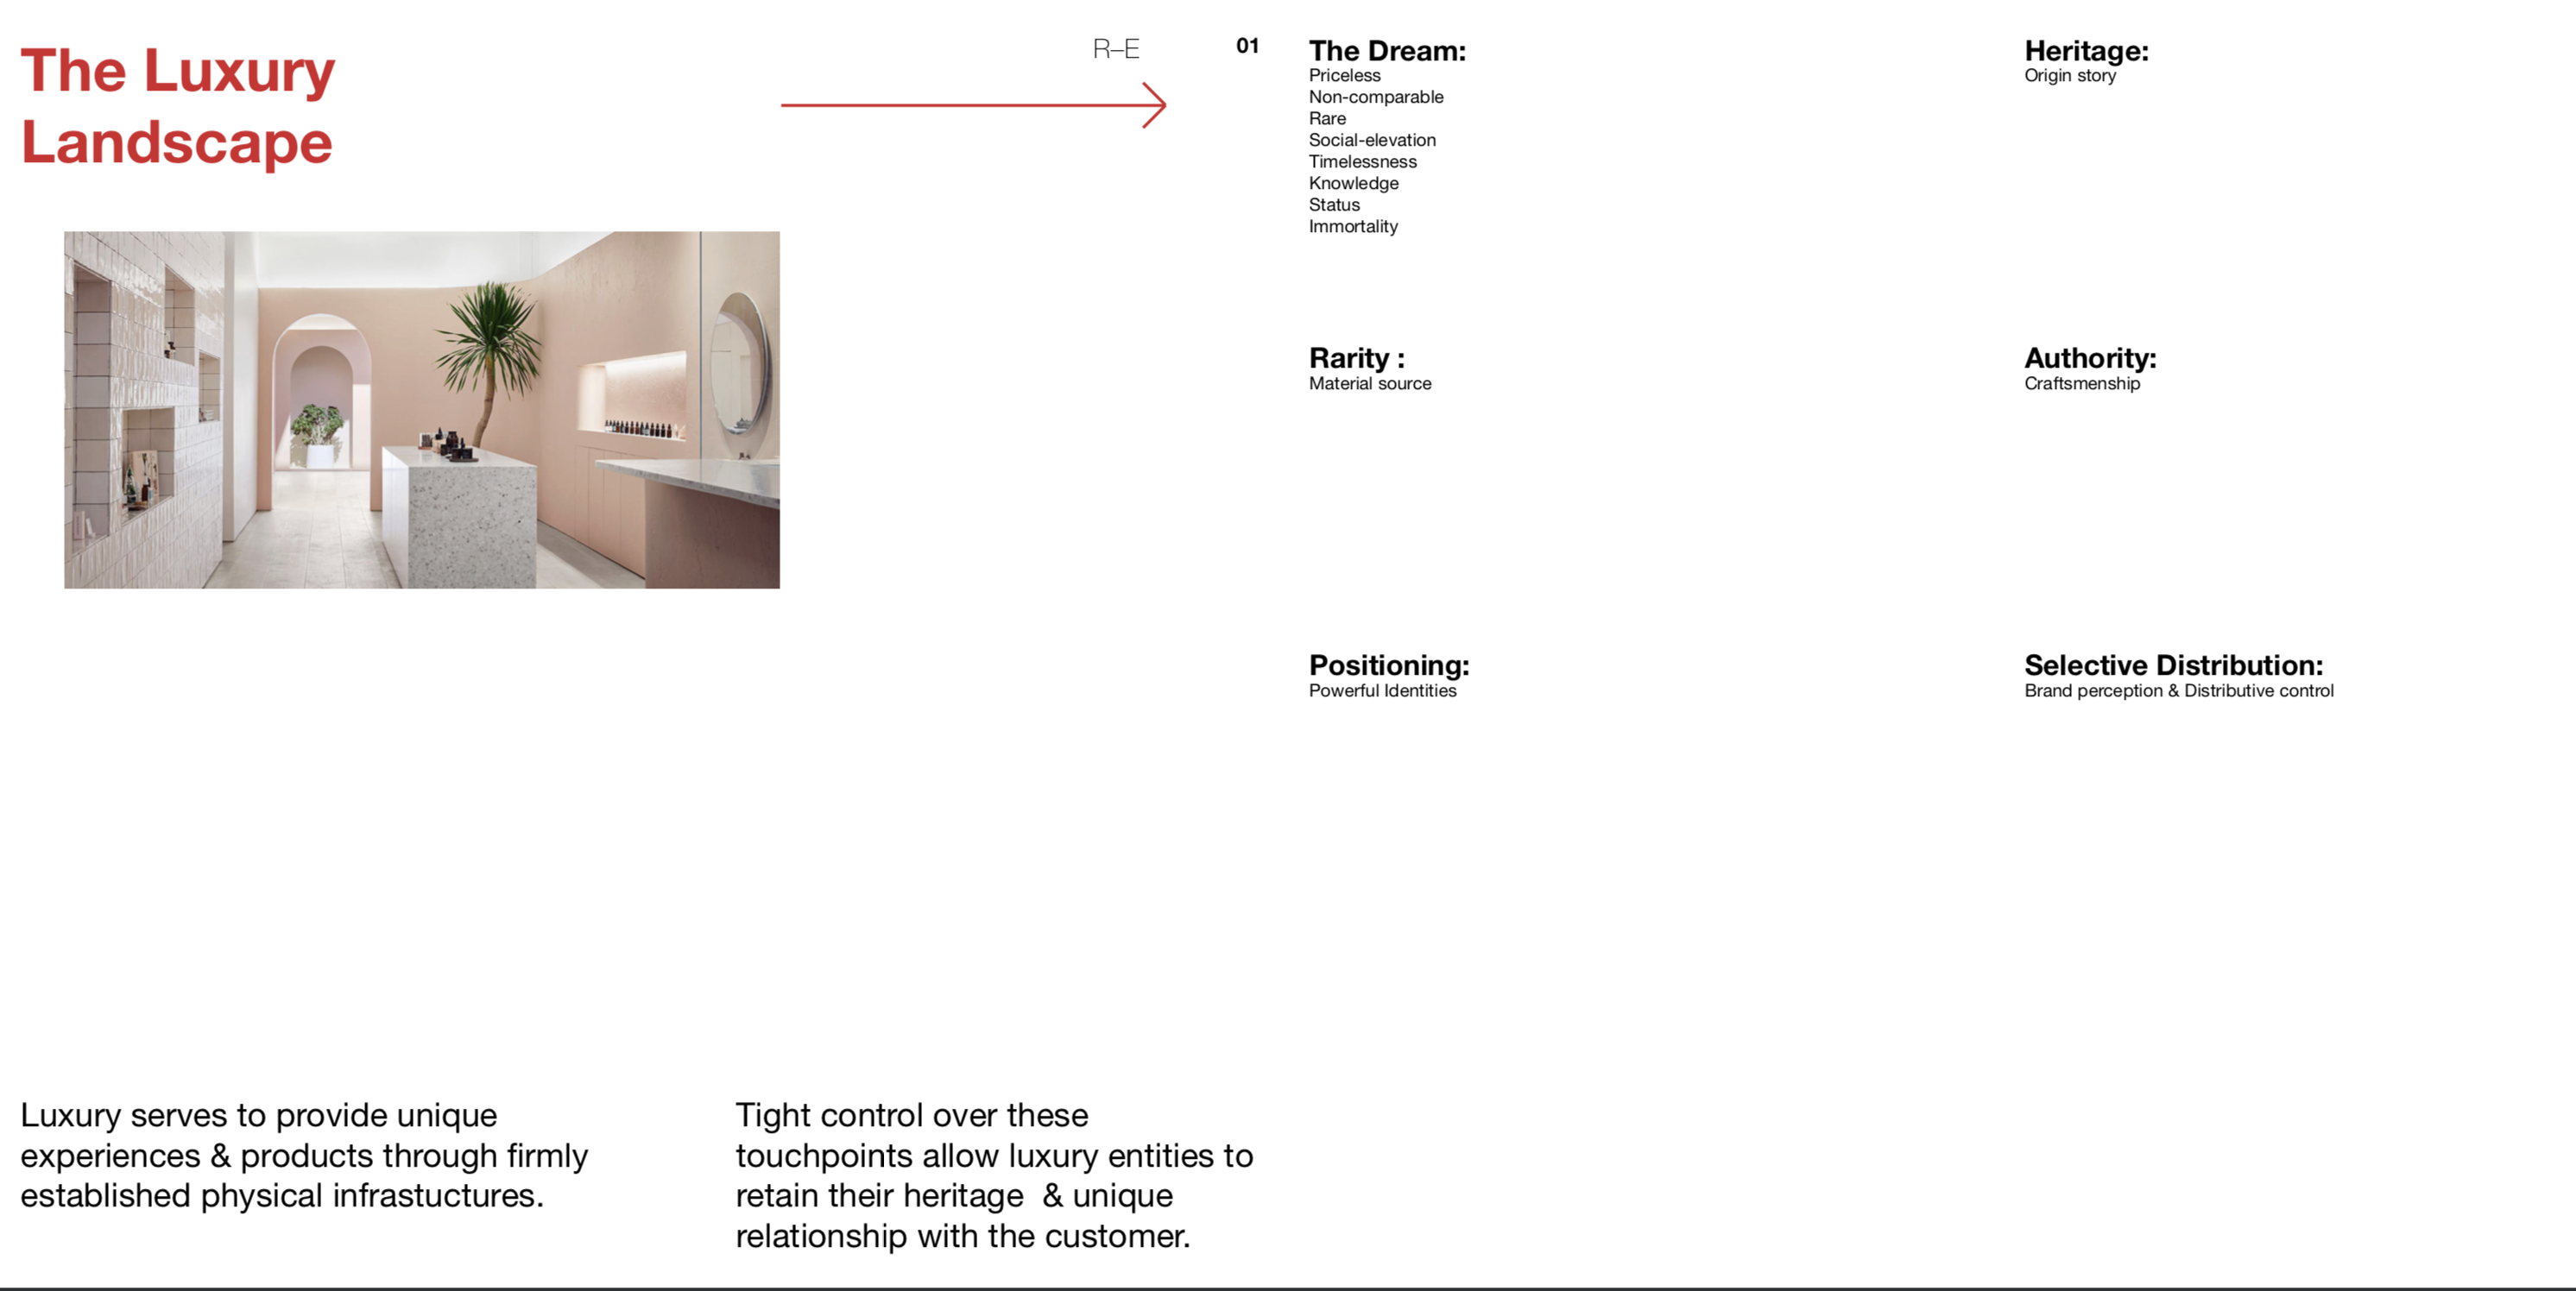 The Luxury
Landscape
R–E
01
The Dream:
Priceless
Non-comparable
Rare
Social-elevation
Timelessness
Knowledge
Status
Immortality
Heritage:
Origin story
Rarity :
Material source
Authority:
Craftsmenship
Positioning:
Powerful Identities
Selective Distribution:
Brand perception & Distributive control
Luxury serves to provide unique
experiences & products through firmly
established physical infrastuctures.
Tight control over these
touchpoints allow luxury entities to
retain their heritage  & unique
relationship with the customer.